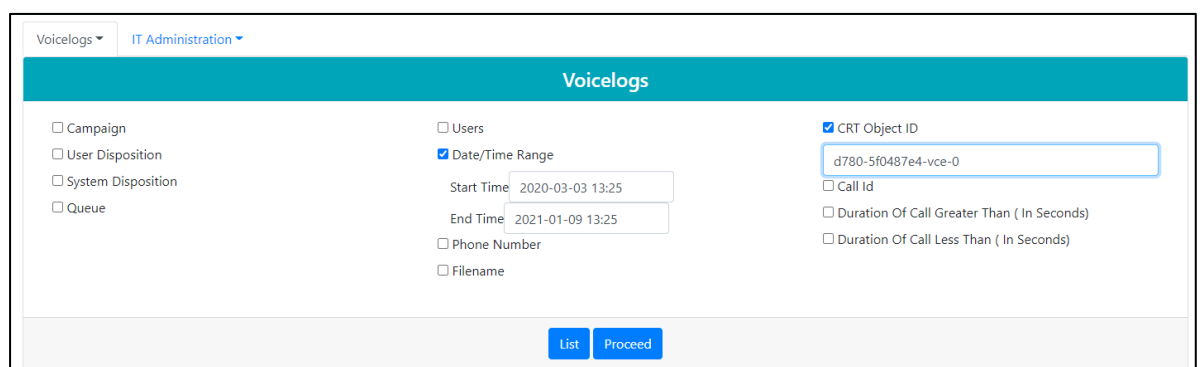 Voicelogs
IT Administration
Voicelogs
Campaign
User Disposition
System Disposition
Queue
Users
Date/Time Range
Start Time 2020-03-03 13:25
End Time 2021-01-09 13:25
Phone Number
Filename
CRT Object ID
d780-5f0487e4-vce-0
Call Id
Duration Of Call Greater Than ( In Seconds)
Duration Of Call Less Than ( In Seconds)
List
Proceed